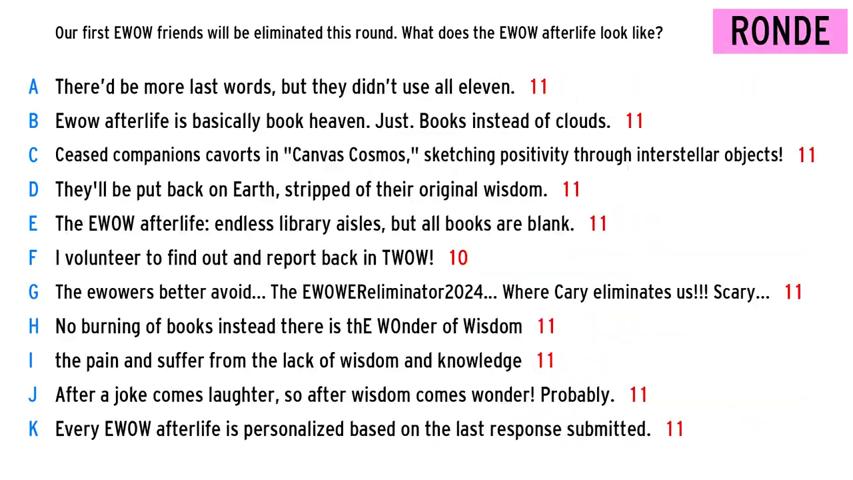 Our first EWOW friends will be eliminated this round. What does the EWOW afterlife look like?
RONDE
A There'd be more last words, but they didn't use all eleven. 11
B Ewow afterlife is basically book heaven. Just. Books instead of clouds. 11
C Ceased companions cavorts in "Canvas Cosmos," sketching positivity through interstellar objects! 11
D They'll be put back on Earth, stripped of their original wisdom. 11
E The EWOW afterlife: endless library aisles, but all books are blank. 11
F I volunteer to find out and report back in TWOW! 10
G The ewowers better avoid... The EWOWEReliminator2024... Where Cary eliminates us!!! Scary... 11
H No burning of books instead there is thE WOnder of Wisdom 11
I the pain and suffer from the lack of wisdom and knowledge 11
J After a joke comes laughter, so after wisdom comes wonder! Probably. 11
K Every EWOW afterlife is personalized based on the last response submitted. 11